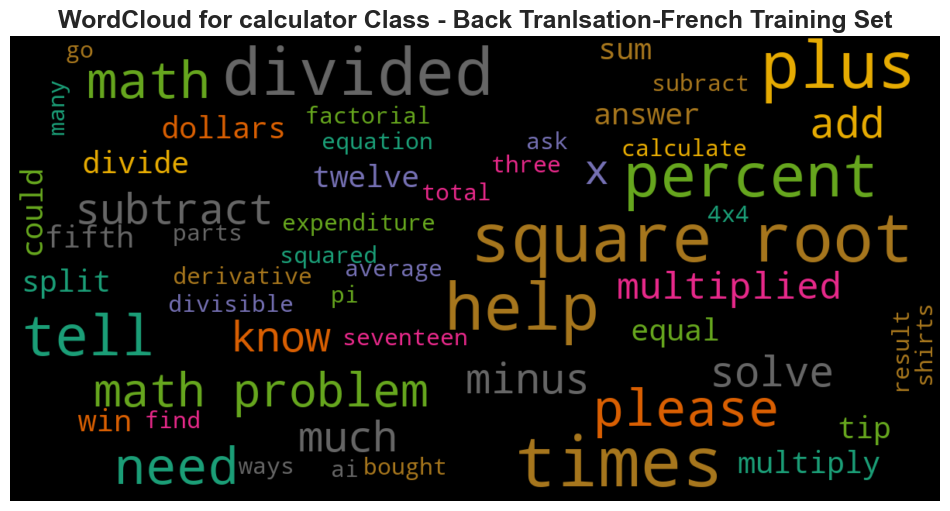 WordCloud for calculator Class - Back Tranlsation-French Training Set
go
math
divided
sum
plus
many
subract
factorial
dollars
answer
add
equation
ask
calculate
divide
three
twelve
x
percent
could
total
subtract
4x4
fifth
parts
expenditure
square root
squared
split
derivative
average
multiplied
divisible
pi
help
tell
know
seventeen
equal
result
shirts
minus
solve
math problem
please
win
find
much
tip
need
ways
ai
bought
times
multiply